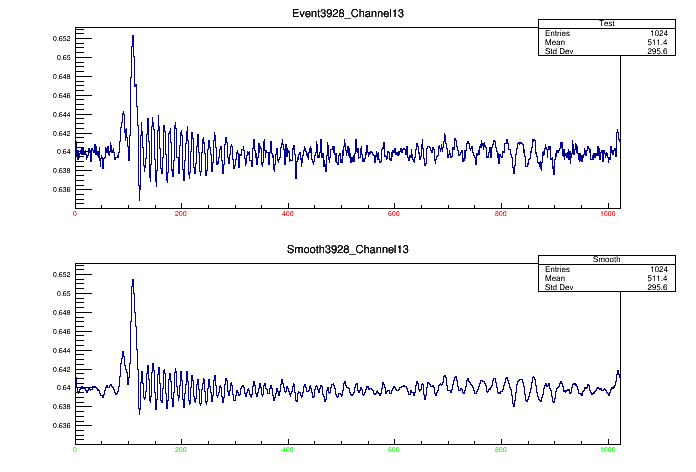 Event3928_Channel13
Test
Entries 1024
Mean 511.4
Std Dev 295.6
0.652
0.65
0.648
0.646
0.644
0.642
0.64
0.638
0.636
0 200 400 600 800 1000
Smooth3928_Channel13
Smooth
Entries 1024
Mean 511.4
Std Dev 295.6
0.652
0.65
0.648
0.646
0.644
0.642
0.64
0.638
0.636
0 200 400 600 800 1000